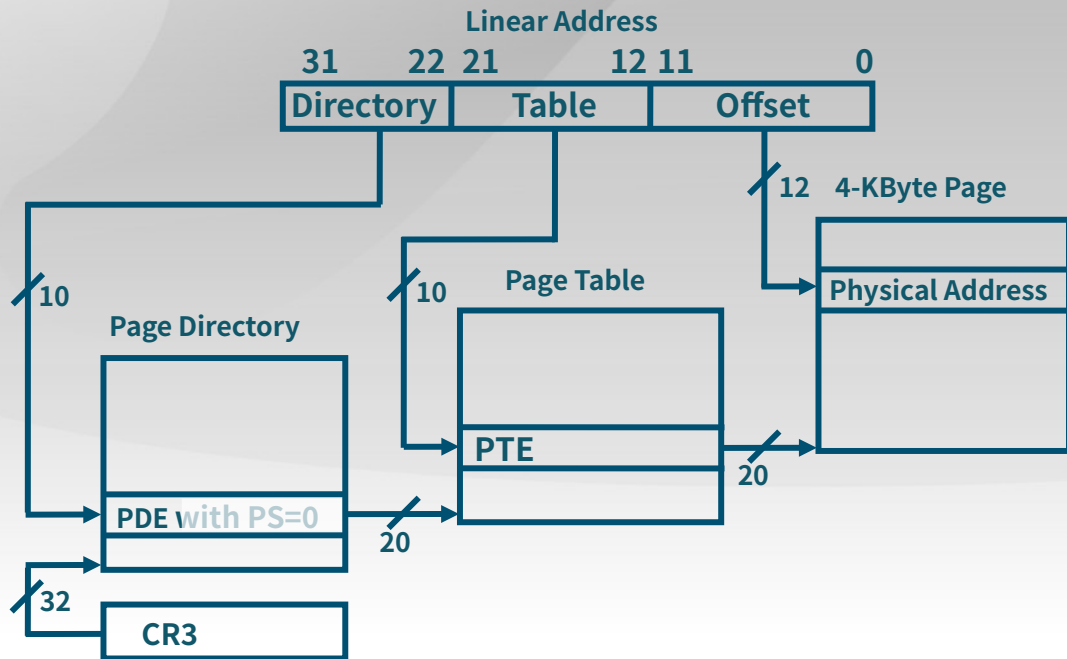 Linear Address
31 22 21 12 11 0
Directory Table Offset
12 4-KByte Page
10
10 Page Table
Physical Address
Page Directory
PTE
20
PDE with PS=0
20
32
CR3